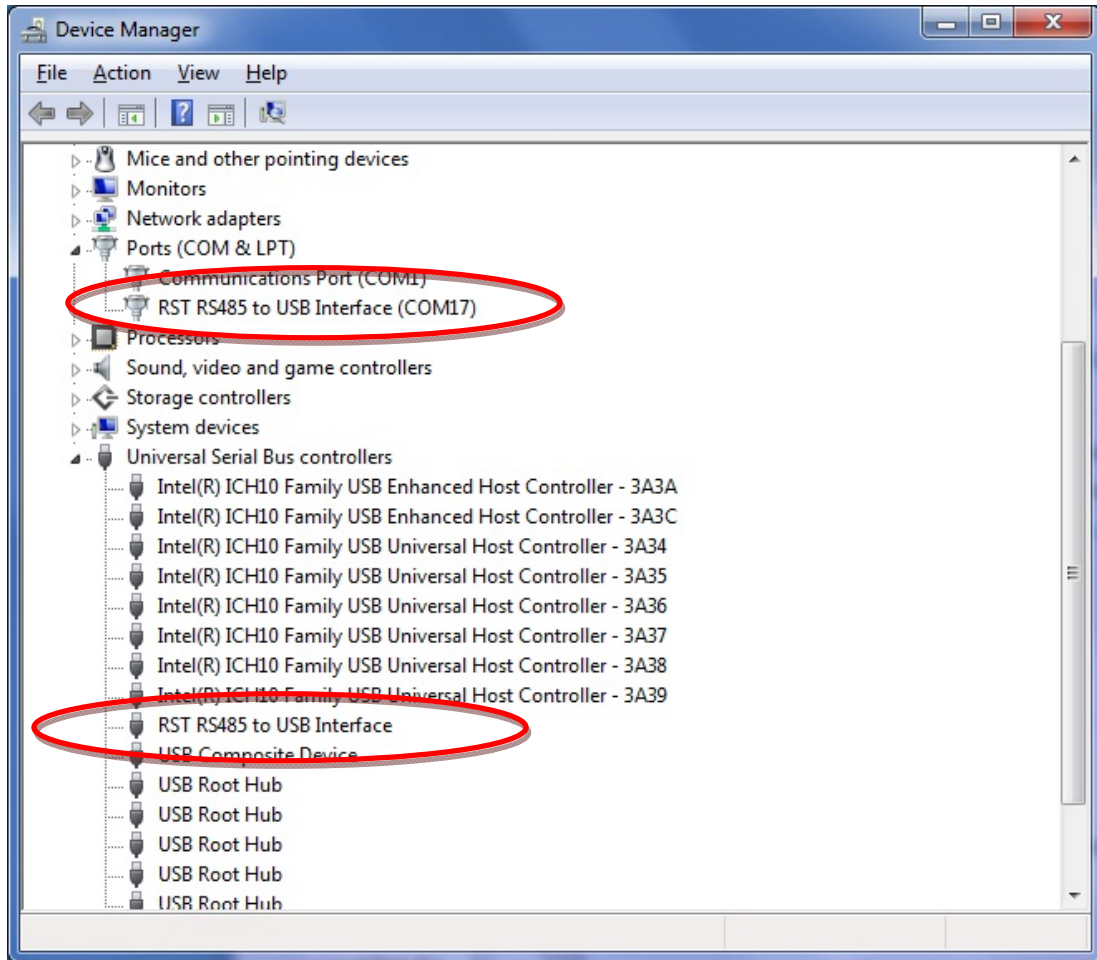 Device Manager
File Action View Help
Mice and other pointing devices
Monitors
Network adapters
Ports (COM & LPT)
Communications Port (COM1)
RST RS485 to USB Interface (COM17)
Processors
Sound, video and game controllers
Storage controllers
System devices
Universal Serial Bus controllers
Intel(R) ICH10 Family USB Enhanced Host Controller - 3A3A
Intel(R) ICH10 Family USB Enhanced Host Controller - 3A3C
Intel(R) ICH10 Family USB Universal Host Controller - 3A34
Intel(R) ICH10 Family USB Universal Host Controller - 3A35
Intel(R) ICH10 Family USB Universal Host Controller - 3A36
Intel(R) ICH10 Family USB Universal Host Controller - 3A37
Intel(R) ICH10 Family USB Universal Host Controller - 3A38
Intel(R) ICH10 Family USB Universal Host Controller - 3A39
RST RS485 to USB Interface
USB Composite Device
USB Root Hub
USB Root Hub
USB Root Hub
USB Root Hub
USB Root Hub